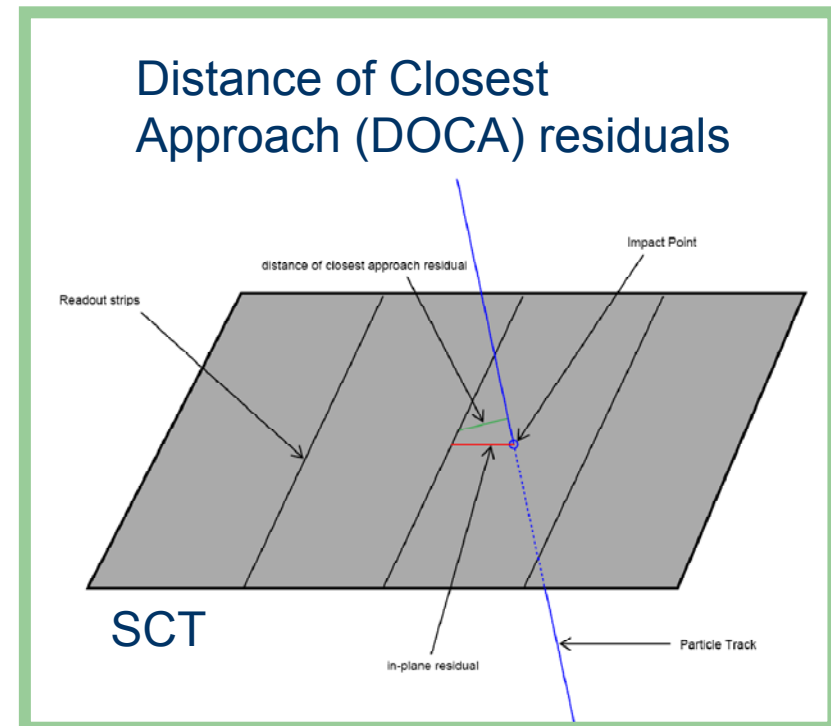 Distance of Closest
Approach (DOCA) residuals
Impact Point
distance of closest approach residual
Readout strips
SCT
in-plane residual
Particle Track